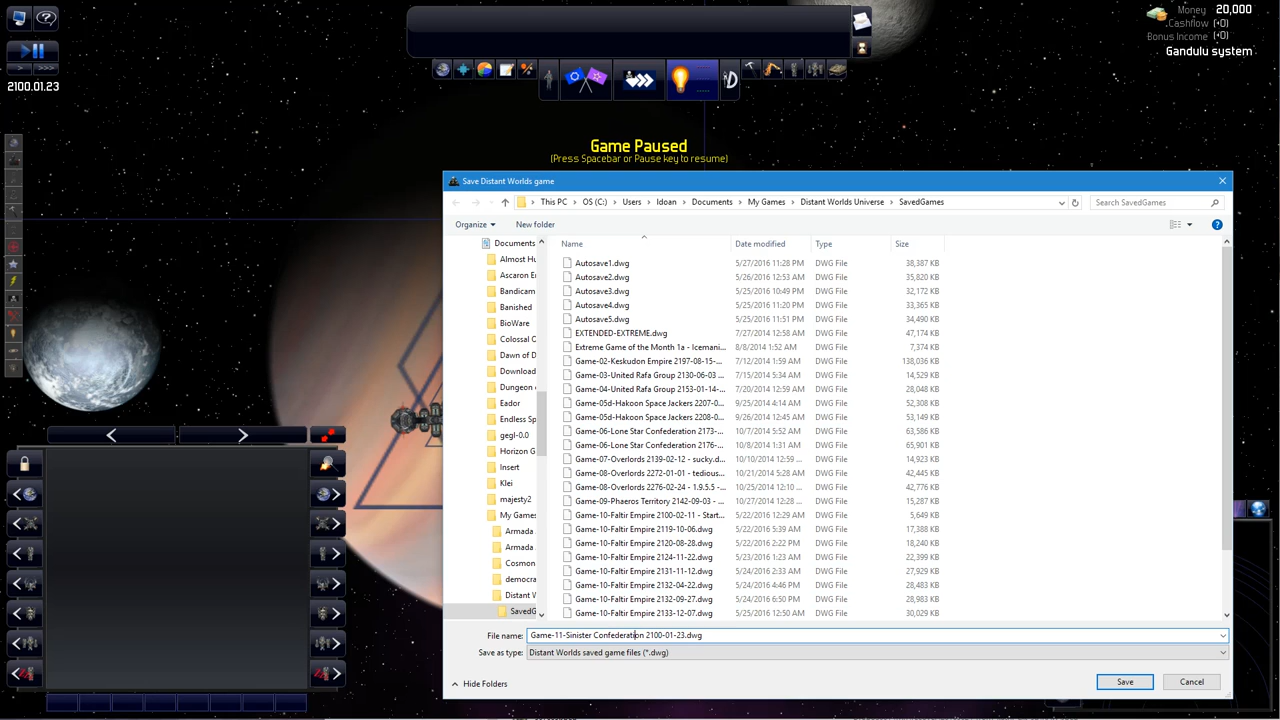 Money 20,000
Cashflow (+0)
Bonus Income (+0)
Gandulu system
> >>>
2100.01.23
Game Paused
(Press Spacebar or Pause key to resume)
Save Distant Worlds game
This PC > OS (C:) > Users > Idoan > Documents > My Games > Distant Worlds Universe > SavedGames
Search SavedGames
Organize
New folder
Documents
Almost Hu
Ascaron En
Bandicam
Banished
BioWare
Colossal O
Dawn of D
Download
Dungeon
Eador
Endless Sp
gegl-0.0
Horizon G
Insert
Klei
majesty2
My Games
Armada
Armada
Cosmon
democra
Distant W
SavedG
Name Date modified Type Size
Autosave1.dwg 5/27/2016 11:28 PM DWG File 38,387 KB
Autosave2.dwg 5/26/2016 12:53 AM DWG File 35,820 KB
Autosave3.dwg 5/25/2016 10:49 PM DWG File 32,172 KB
Autosave4.dwg 5/25/2016 11:20 PM DWG File 33,365 KB
Autosave5.dwg 5/25/2016 11:51 PM DWG File 34,490 KB
EXTENDED-EXTREME.dwg 7/27/2014 12:58 AM DWG File 47,174 KB
Extreme Game of the Month 1a - Icemani... 8/8/2014 1:52 AM DWG File 7,374 KB
Game-02-Keskudon Empire 2197-08-15-... 7/12/2014 1:59 AM DWG File 138,036 KB
Game-03-United Rafa Group 2130-06-03 ... 7/15/2014 5:34 AM DWG File 14,529 KB
Game-04-United Rafa Group 2153-01-14-... 7/20/2014 12:59 AM DWG File 28,048 KB
Game-05d-Hakoon Space Jackers 2207-0... 9/25/2014 4:14 AM DWG File 52,308 KB
Game-05d-Hakoon Space Jackers 2208-0... 9/26/2014 12:45 AM DWG File 53,149 KB
Game-06-Lone Star Confederation 2173-... 10/7/2014 5:52 AM DWG File 63,586 KB
Game-06-Lone Star Confederation 2176-... 10/8/2014 1:31 AM DWG File 65,901 KB
Game-07-Overlords 2139-02-12 - sucky.d... 10/10/2014 12:59 ... DWG File 14,923 KB
Game-08-Overlords 2272-01-01 - tedious... 10/21/2014 5:28 AM DWG File 42,445 KB
Game-08-Overlords 2276-02-24 - 1.9.5.5 - ... 10/25/2014 12:10 ... DWG File 42,776 KB
Game-09-Phaeros Territory 2142-09-03 - ... 10/27/2014 12:28 ... DWG File 15,287 KB
Game-10-Faltir Empire 2100-02-11 - Start... 5/22/2016 12:29 AM DWG File 5,649 KB
Game-10-Faltir Empire 2119-10-06.dwg 5/22/2016 5:39 AM DWG File 17,388 KB
Game-10-Faltir Empire 2120-08-28.dwg 5/22/2016 2:22 PM DWG File 18,240 KB
Game-10-Faltir Empire 2124-11-22.dwg 5/23/2016 1:23 AM DWG File 22,399 KB
Game-10-Faltir Empire 2131-11-12.dwg 5/24/2016 2:33 AM DWG File 27,929 KB
Game-10-Faltir Empire 2132-04-22.dwg 5/24/2016 4:46 PM DWG File 28,483 KB
Game-10-Faltir Empire 2132-09-27.dwg 5/24/2016 6:50 PM DWG File 28,983 KB
Game-10-Faltir Empire 2133-12-07.dwg 5/25/2016 12:50 AM DWG File 30,029 KB
File name: Game-11-Sinister Confederation 2100-01-23.dwg
Save as type: Distant Worlds saved game files (*.dwg)
Hide Folders
Save
Cancel